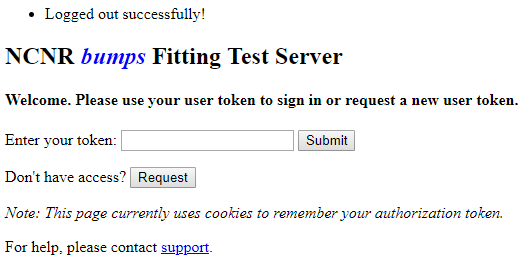 Logged out successfully!
NCNR bumps Fitting Test Server
Welcome. Please use your user token to sign in or request a new user token.
Enter your token: Submit
Don't have access? Request
Note: This page currently uses cookies to remember your authorization token.
For help, please contact support.